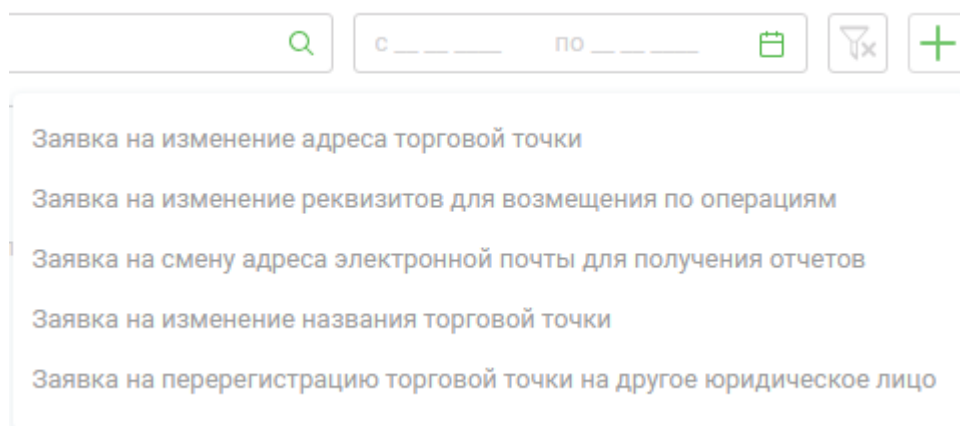 с __ __ ____ по __ __ ____
Заявка на изменение адреса торговой точки
Заявка на изменение реквизитов для возмещения по операциям
Заявка на смену адреса электронной почты для получения отчетов
Заявка на изменение названия торговой точки
Заявка на перерегистрацию торговой точки на другое юридическое лицо